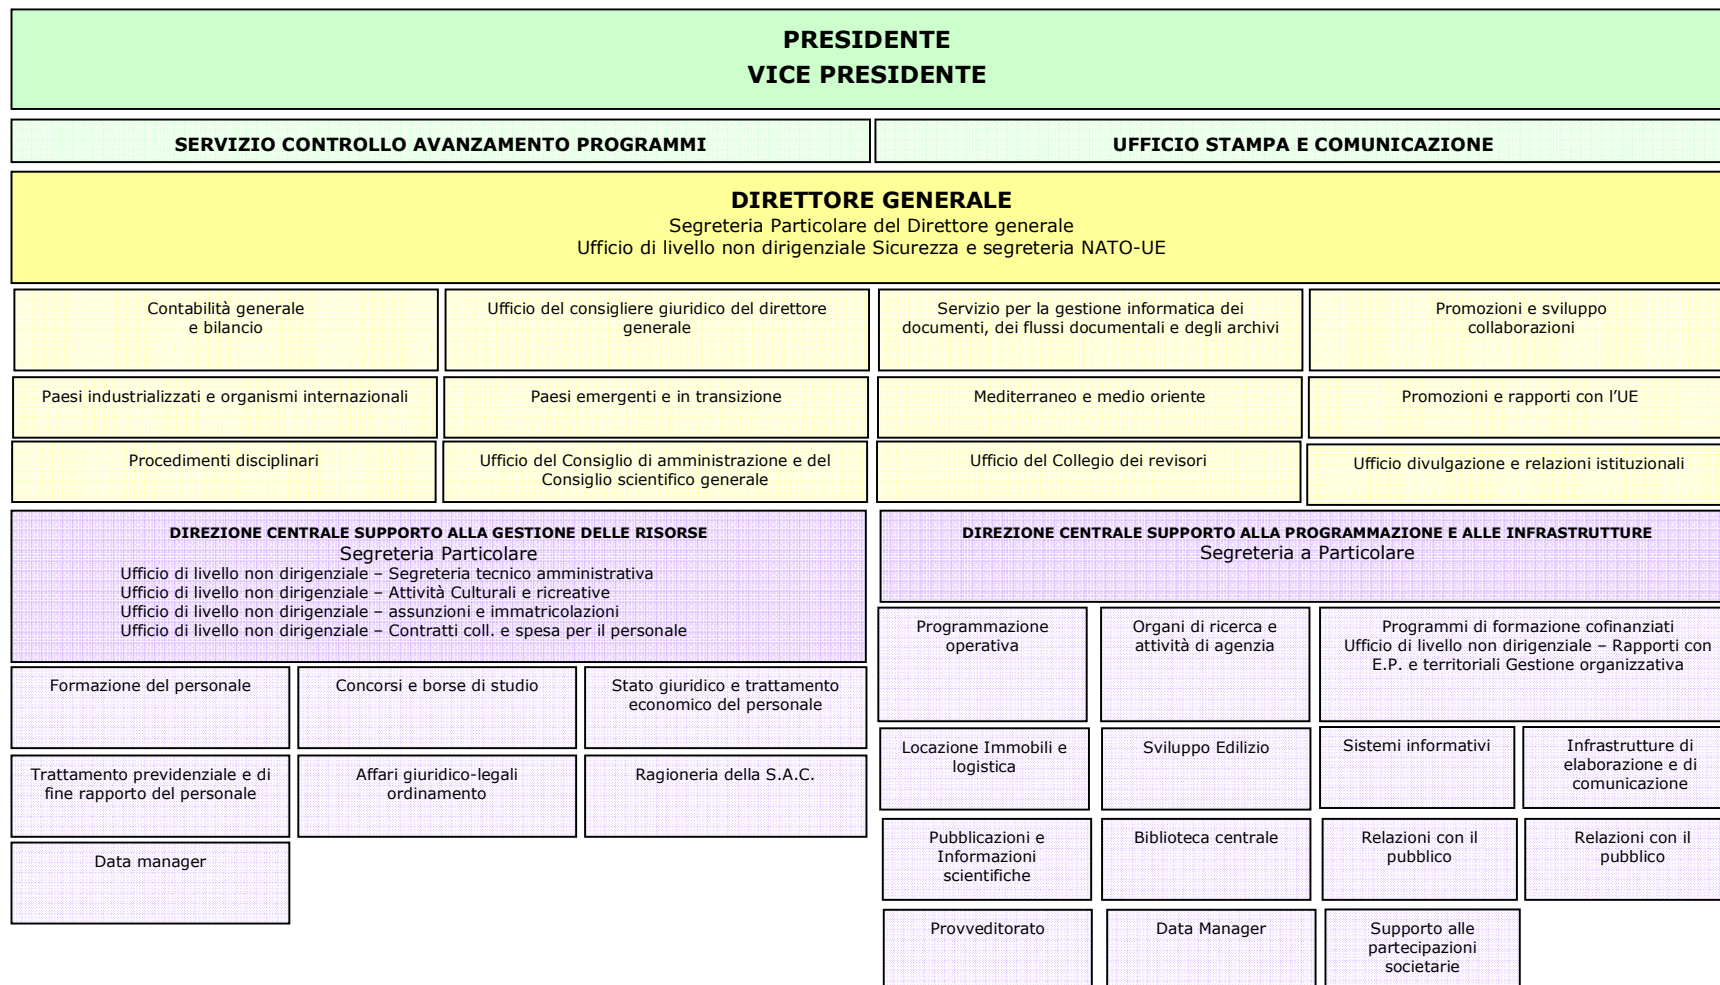 PRESIDENTE
VICE PRESIDENTE
SERVIZIO CONTROLLO AVANZAMENTO PROGRAMMI
UFFICIO STAMPA E COMUNICAZIONE
DIRETTORE GENERALE
Segreteria Particolare del Direttore generale
Ufficio di livello non dirigenziale Sicurezza e segreteria NATO-UE
Contabilità generale
e bilancio
Ufficio del consigliere giuridico del direttore
generale
Servizio per la gestione informatica dei
documenti, dei flussi documentali e degli archivi
Promozioni e sviluppo
collaborazioni
Paesi industrializzati e organismi internazionali
Paesi emergenti e in transizione
Mediterraneo e medio oriente
Promozioni e rapporti con l’UE
Procedimenti disciplinari
Ufficio del Consiglio di amministrazione e del
Consiglio scientifico generale
Ufficio del Collegio dei revisori
Ufficio divulgazione e relazioni istituzionali
DIREZIONE CENTRALE SUPPORTO ALLA GESTIONE DELLE RISORSE
Segreteria Particolare
Ufficio di livello non dirigenziale – Segreteria tecnico amministrativa
Ufficio di livello non dirigenziale – Attività Culturali e ricreative
Ufficio di livello non dirigenziale – assunzioni e immatricolazioni
Ufficio di livello non dirigenziale – Contratti coll. e spesa per il personale
Formazione del personale
Concorsi e borse di studio
Stato giuridico e trattamento
economico del personale
Trattamento previdenziale e di
fine rapporto del personale
Affari giuridico-legali
ordinamento
Ragioneria della S.A.C.
Data manager
DIREZIONE CENTRALE SUPPORTO ALLA PROGRAMMAZIONE E ALLE INFRASTRUTTURE
Segreteria a Particolare
Programmazione
operativa
Organi di ricerca e
attività di agenzia
Programmi di formazione cofinanziati
Ufficio di livello non dirigenziale – Rapporti con
E.P. e territoriali Gestione organizzativa
Locazione Immobili e
logistica
Sviluppo Edilizio
Sistemi informativi
Infrastrutture di
elaborazione e di
comunicazione
Pubblicazioni e
Informazioni
scientifiche
Biblioteca centrale
Relazioni con il
pubblico
Relazioni con il
pubblico
Provveditorato
Data Manager
Supporto alle
partecipazioni
societarie